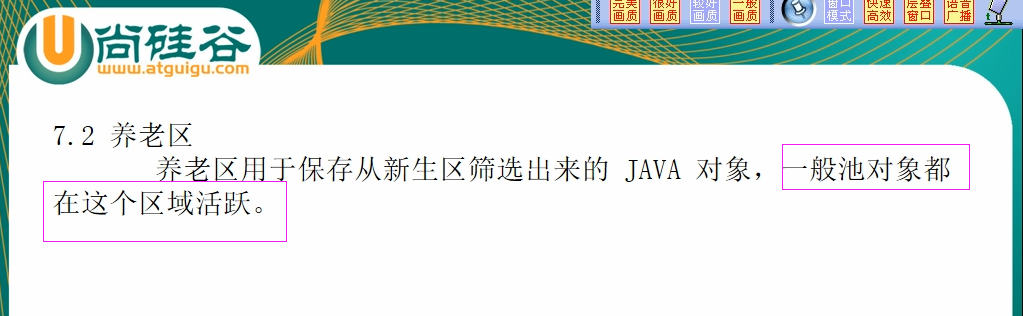 完美 很好 较好 一般 窗口 快速 层叠 语音
画质 画质 画质 画质 模式 高效 窗口 广播
U尚硅谷
www.atguigu.com
7.2 养老区
养老区用于保存从新生区筛选出来的 JAVA 对象，一般池对象都
在这个区域活跃。